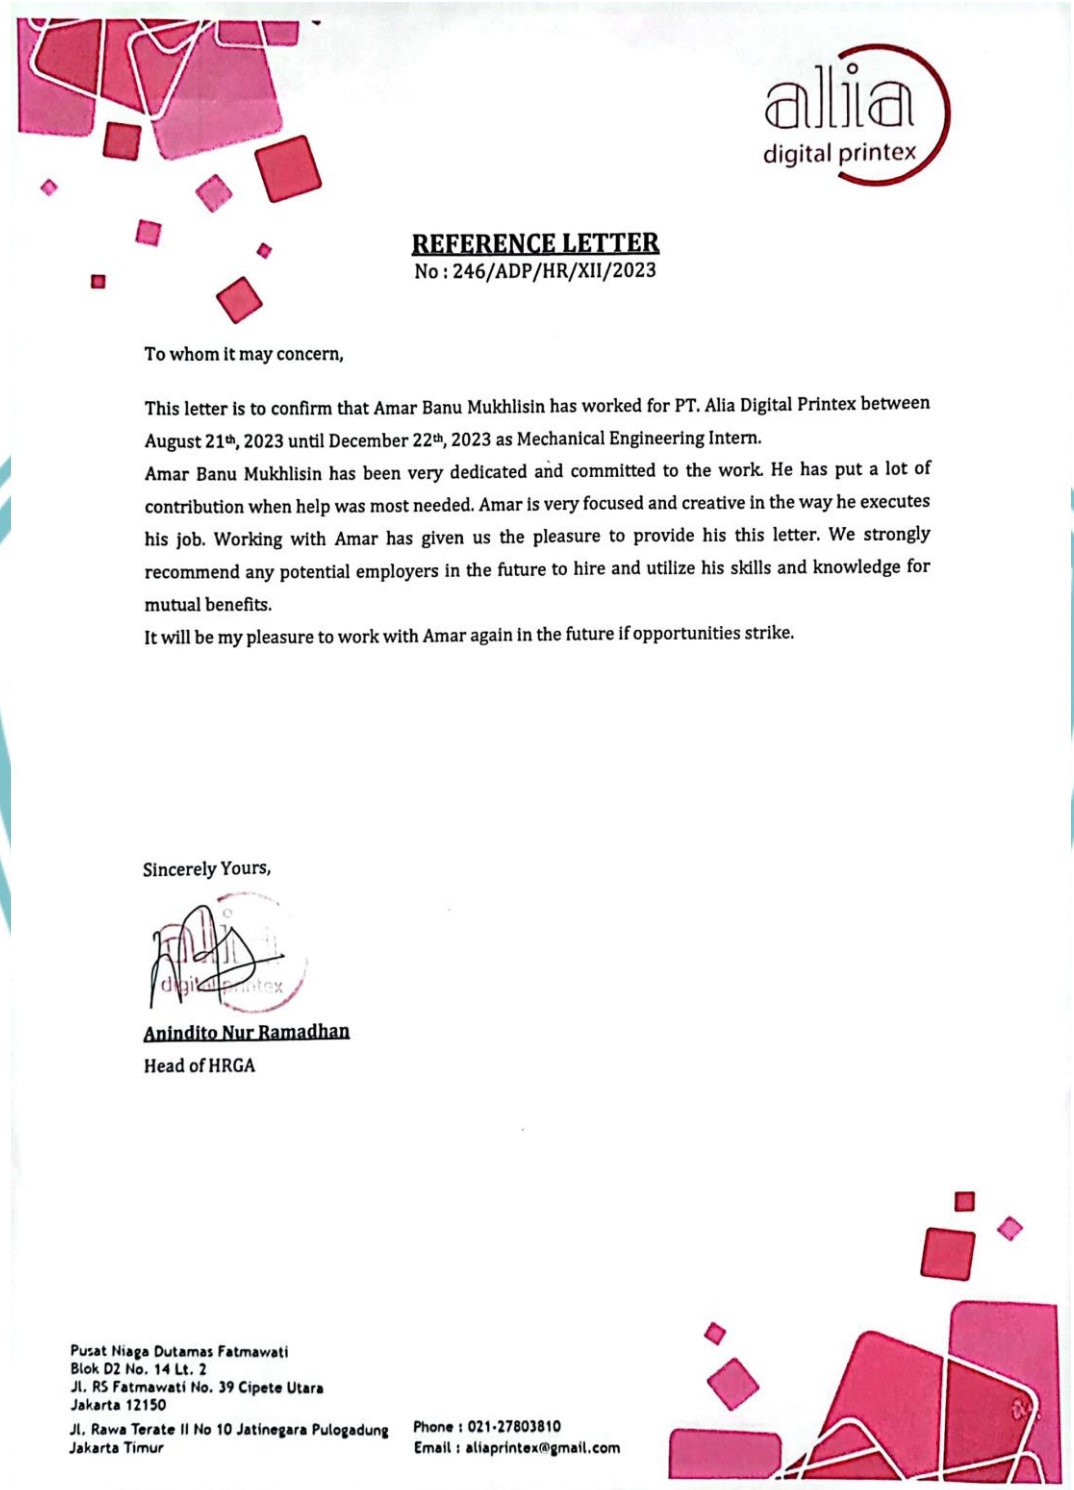 alia
digital printex
REFERENCE LETTER
No : 246/ADP/HR/XII/2023
To whom it may concern,
This letter is to confirm that Amar Banu Mukhlisin has worked for PT. Alia Digital Printex between
August 21th, 2023 until December 22th, 2023 as Mechanical Engineering Intern.
Amar Banu Mukhlisin has been very dedicated and committed to the work. He has put a lot of
contribution when help was most needed. Amar is very focused and creative in the way he executes
his job. Working with Amar has given us the pleasure to provide his this letter. We strongly
recommend any potential employers in the future to hire and utilize his skills and knowledge for
mutual benefits.
It will be my pleasure to work with Amar again in the future if opportunities strike.
Sincerely Yours,
digital printex
Anindito Nur Ramadhan
Head of HRGA
Pusat Niaga Dutamas Fatmawati
Blok D2 No. 14 Lt. 2
Jl. RS Fatmawati No. 39 Cipete Utara
Jakarta 12150
Jl. Rawa Terate II No 10 Jatinegara Pulogadung
Jakarta Timur
Phone : 021-27803810
Email : aliaprintex@gmail.com